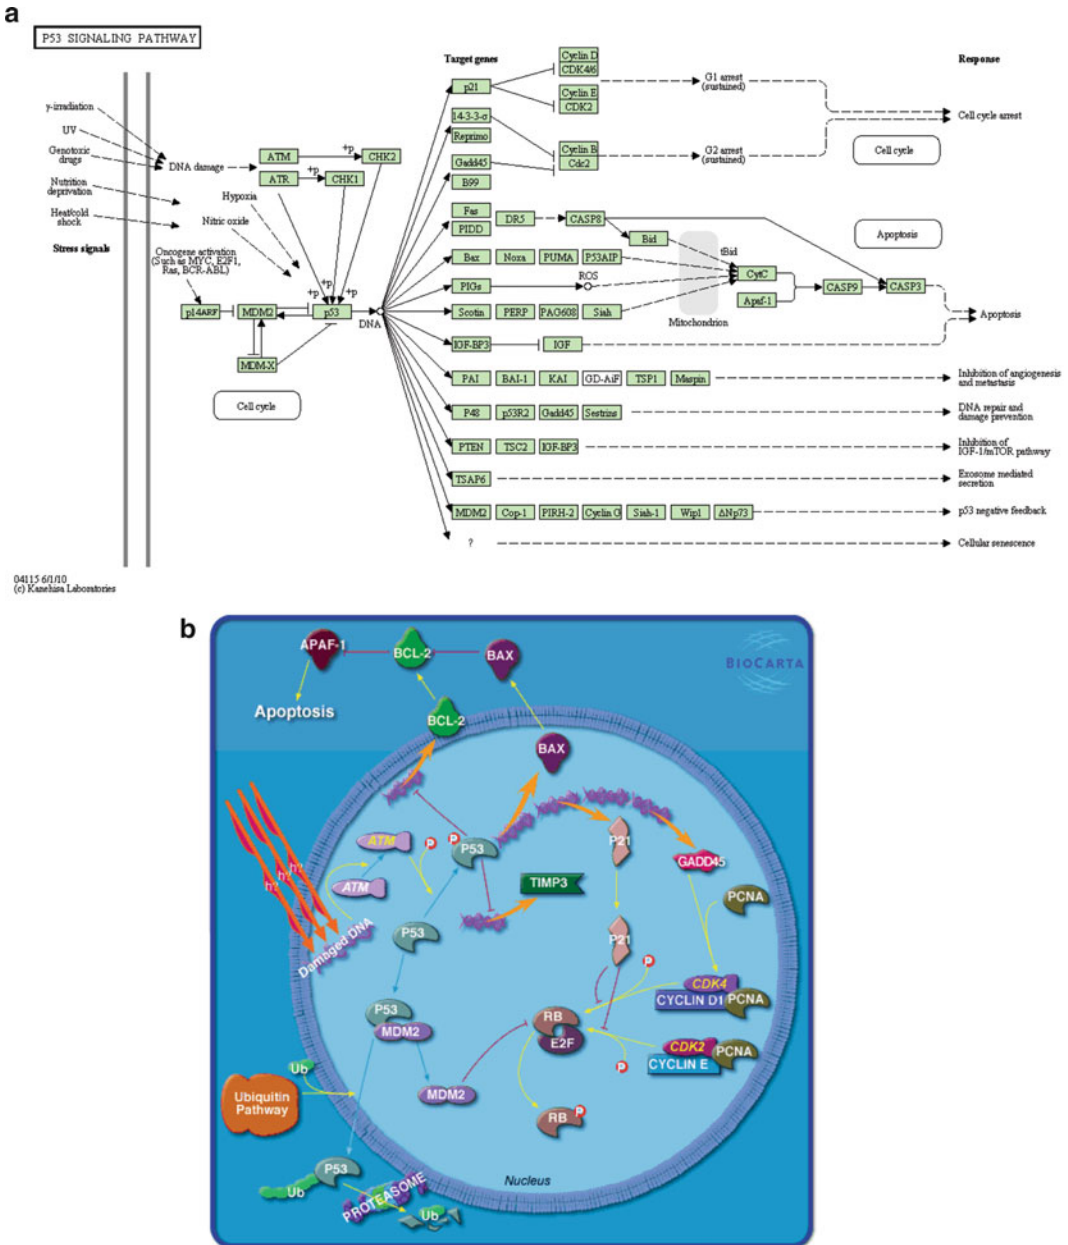 a
P53 SIGNALING PATHWAY
Target genes
Response
Cyclin D
CDK4/6
p21
G1 arrest
(sustained)
Cyclin E
CDK2
γ-irradiation
UV
Genotoxic
drugs
Nutrition
deprivation
Heat/cold
shock
Stress signals
DNA damage
ATM
+p
CHK2
ATR
+p
CHK1
Hypoxia
Nitric oxide
Oncogene activation
(Such as MYC, E2F1,
Ras, BCR-ABL)
14-3-3-σ
Reprimo
Gadd45
B99
Cyclin B
Cdc2
G2 arrest
(sustained)
Cell cycle arrest
Cell cycle
Fas
PIDD
DR5
CASP8
Bid
tBid
Apoptosis
Bax
Noxa
PUMA
P53AIP
CytC
PIGs
ROS
Apaf-1
CASP9
CASP3
Mitochondrion
p14ARF
MDM2
+p
+p
+p
p53
DNA
MDM-X
Cell cycle
Scotin
PERP
PAG608
Siah
Apoptosis
IGF-BP3
IGF
PAI
BAI-1
KAI
GD-AiF
TSP1
Maspin
Inhibition of angiogenesis
and metastasis
P48
p53R2
Gadd45
Sestrins
DNA repair and
damage prevention
PTEN
TSC2
IGF-BP3
Inhibition of
IGF-1/mTOR pathway
TSAP6
Exosome mediated
secretion
MDM2
Cop-1
PIRH-2
Cyclin G
Siah-1
Wip1
ΔNp73
p53 negative feedback
?
Cellular senescence
04115 6/1/10
(c) Kanehisa Laboratories
b
APAF-1
BCL-2
BAX
BIOCARTA
Apoptosis
BCL-2
BAX
h?
h?
h?
ATM
ATM
P
P
P53
P21
GADD45
TIMP3
PCNA
Damaged DNA
P53
P21
P
CDK4
CYCLIN D1
PCNA
P53
MDM2
RB
E2F
CDK2
CYCLIN E
PCNA
P
Ub
Ubiquitin
Pathway
MDM2
RB
P
P53
Ub
PROTEASOME
Ub
Nucleus